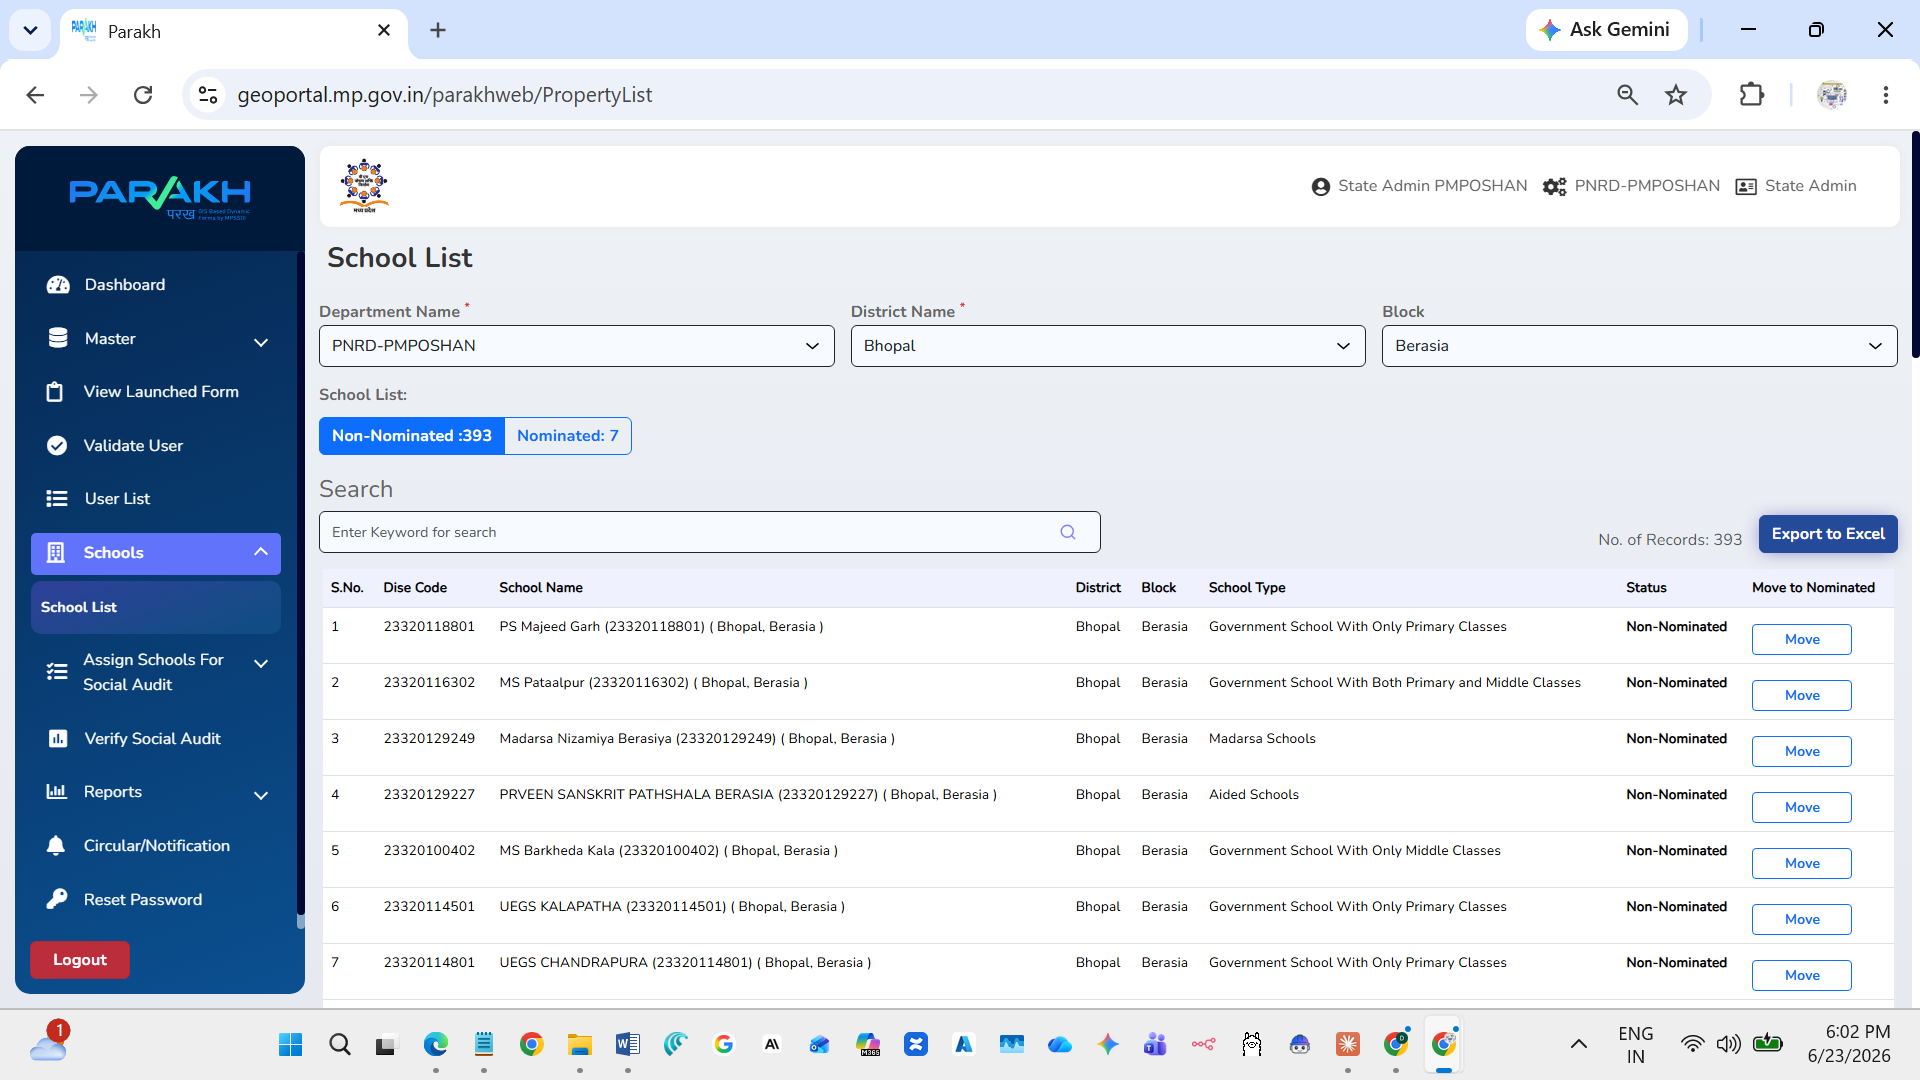 Parakh
Ask Gemini
geoportal.mp.gov.in/parakhweb/PropertyList
PARAKH
परख GIS Based Dynamic Forms by MPSSDI
मध्य प्रदेश
State Admin PMPOSHAN
PNRD-PMPOSHAN
State Admin
Dashboard
Master
View Launched Form
Validate User
User List
Schools
School List
Assign Schools For
Social Audit
Verify Social Audit
Reports
Circular/Notification
Reset Password
Logout
School List
Department Name * District Name * Block
PNRD-PMPOSHAN Bhopal Berasia
School List:
Non-Nominated :393 Nominated: 7
Search
Enter Keyword for search
No. of Records: 393 Export to Excel
S.No. Dise Code School Name District Block School Type Status Move to Nominated
1 23320118801 PS Majeed Garh (23320118801) ( Bhopal, Berasia ) Bhopal Berasia Government School With Only Primary Classes Non-Nominated Move
2 23320116302 MS Pataalpur (23320116302) ( Bhopal, Berasia ) Bhopal Berasia Government School With Both Primary and Middle Classes Non-Nominated Move
3 23320129249 Madarsa Nizamiya Berasiya (23320129249) ( Bhopal, Berasia ) Bhopal Berasia Madarsa Schools Non-Nominated Move
4 23320129227 PRVEEN SANSKRIT PATHSHALA BERASIA (23320129227) ( Bhopal, Berasia ) Bhopal Berasia Aided Schools Non-Nominated Move
5 23320100402 MS Barkheda Kala (23320100402) ( Bhopal, Berasia ) Bhopal Berasia Government School With Only Middle Classes Non-Nominated Move
6 23320114501 UEGS KALAPATHA (23320114501) ( Bhopal, Berasia ) Bhopal Berasia Government School With Only Primary Classes Non-Nominated Move
7 23320114801 UEGS CHANDRAPURA (23320114801) ( Bhopal, Berasia ) Bhopal Berasia Government School With Only Primary Classes Non-Nominated Move
1
ENG
IN
6:02 PM
6/23/2026